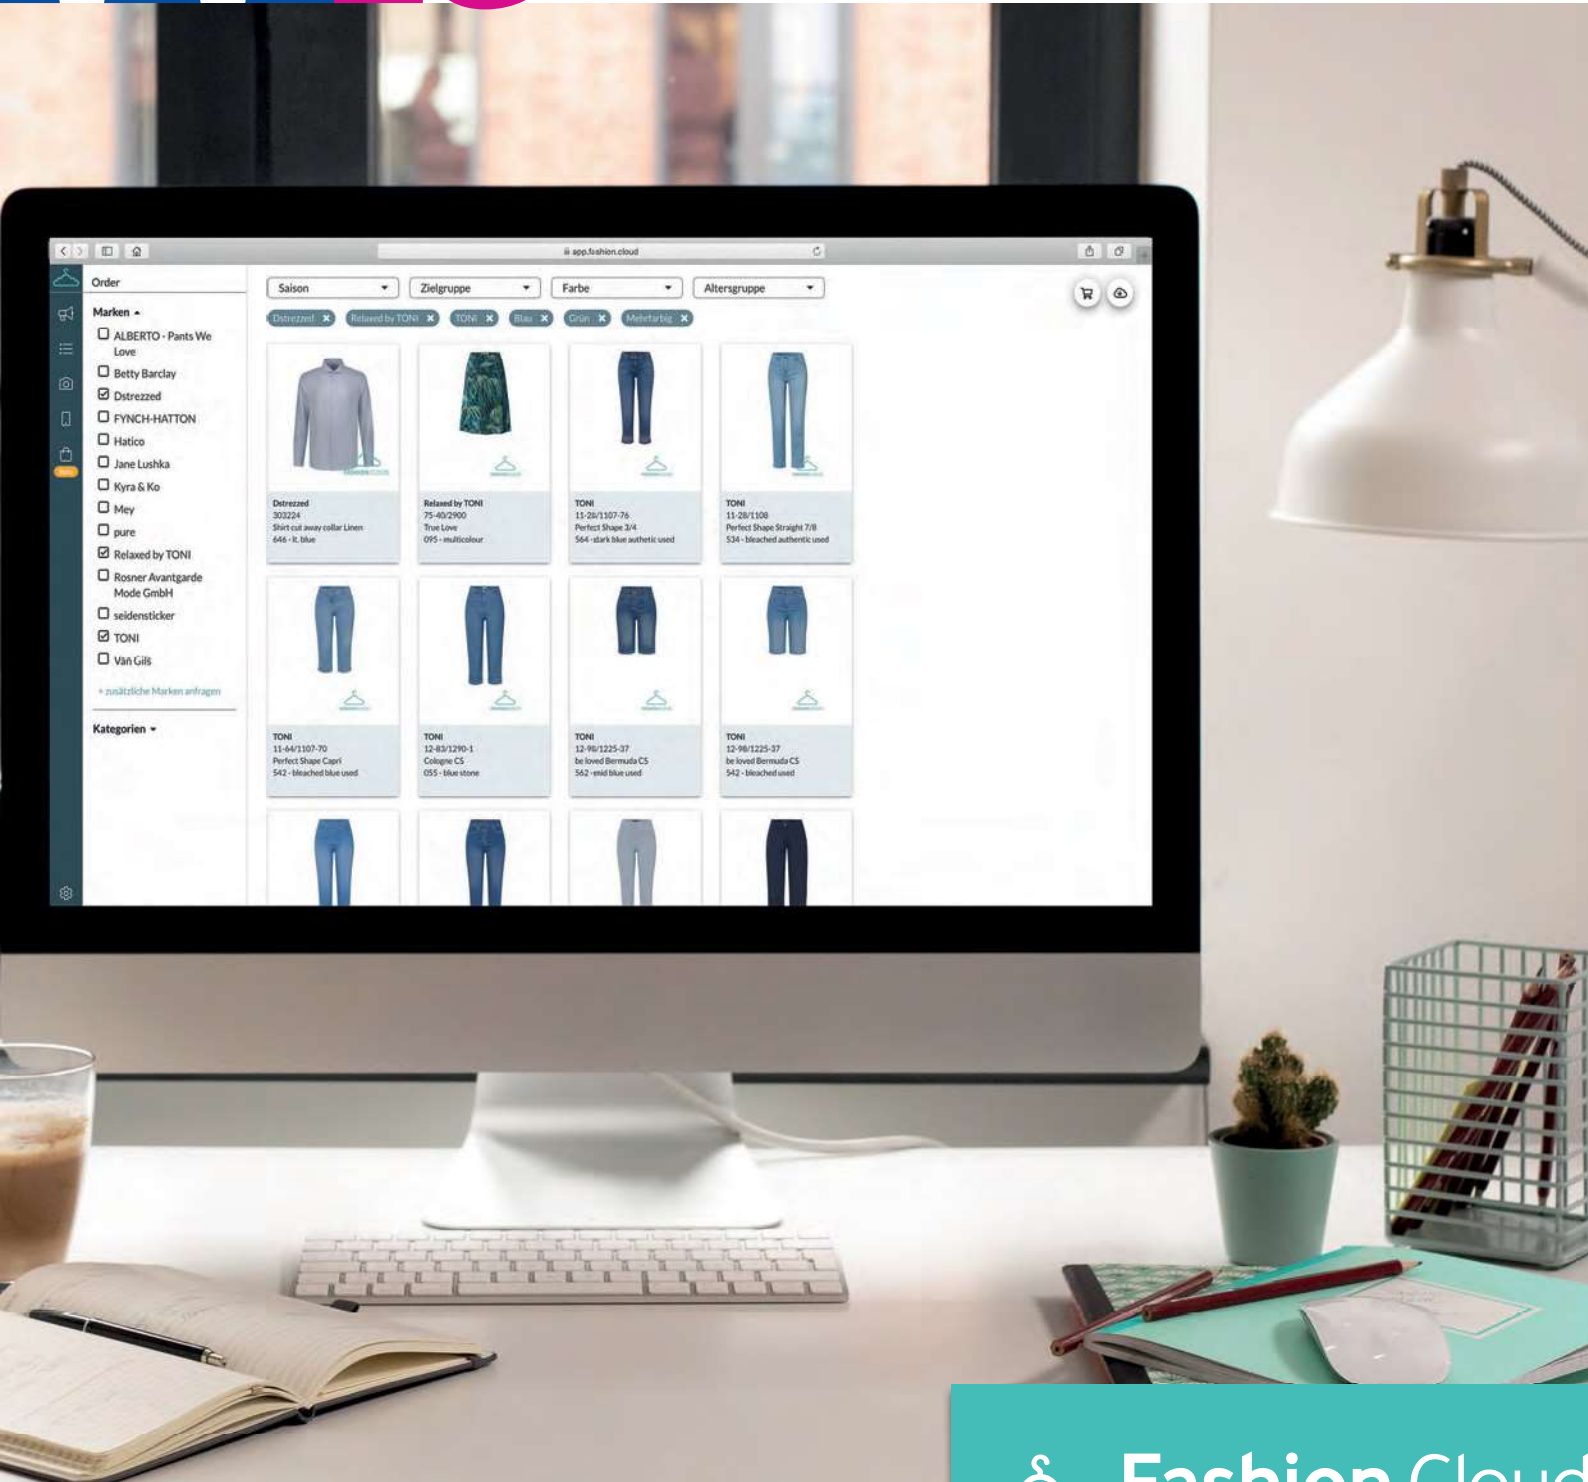 app.fashion.cloud
Order
Marken
ALBERTO - Pants We
Love
Betty Barclay
Dstrezzed
FYNCH-HATTON
Hatico
Jane Lushka
Kyra & Ko
Mey
pure
Relaxed by TONI
Rosner Avantgarde
Mode GmbH
seidensticker
TONI
Van Gils
+ zusätzliche Marken anfragen
Kategorien
Saison
Zielgruppe
Farbe
Altersgruppe
Dstrezzed
Relaxed by TONI
TONI
Blau
Grün
Mehrfarbig
Dstrezzed
303224
Shirt cut away collar Linen
646 - lt. blue
Relaxed by TONI
75-40/2900
True Love
095 - multicolour
TONI
11-28/1107-76
Perfect Shape 3/4
564 - dark blue authetic used
TONI
11-28/1108
Perfect Shape Straight 7/8
534 - bleached authentic used
TONI
11-64/1107-70
Perfect Shape Capri
542 - bleached blue used
TONI
12-83/1290-1
Cologne CS
055 - blue stone
TONI
12-98/1225-37
be loved Bermuda CS
562 - mid blue used
TONI
12-98/1225-37
be loved Bermuda CS
542 - bleached used
Fashion Cloud